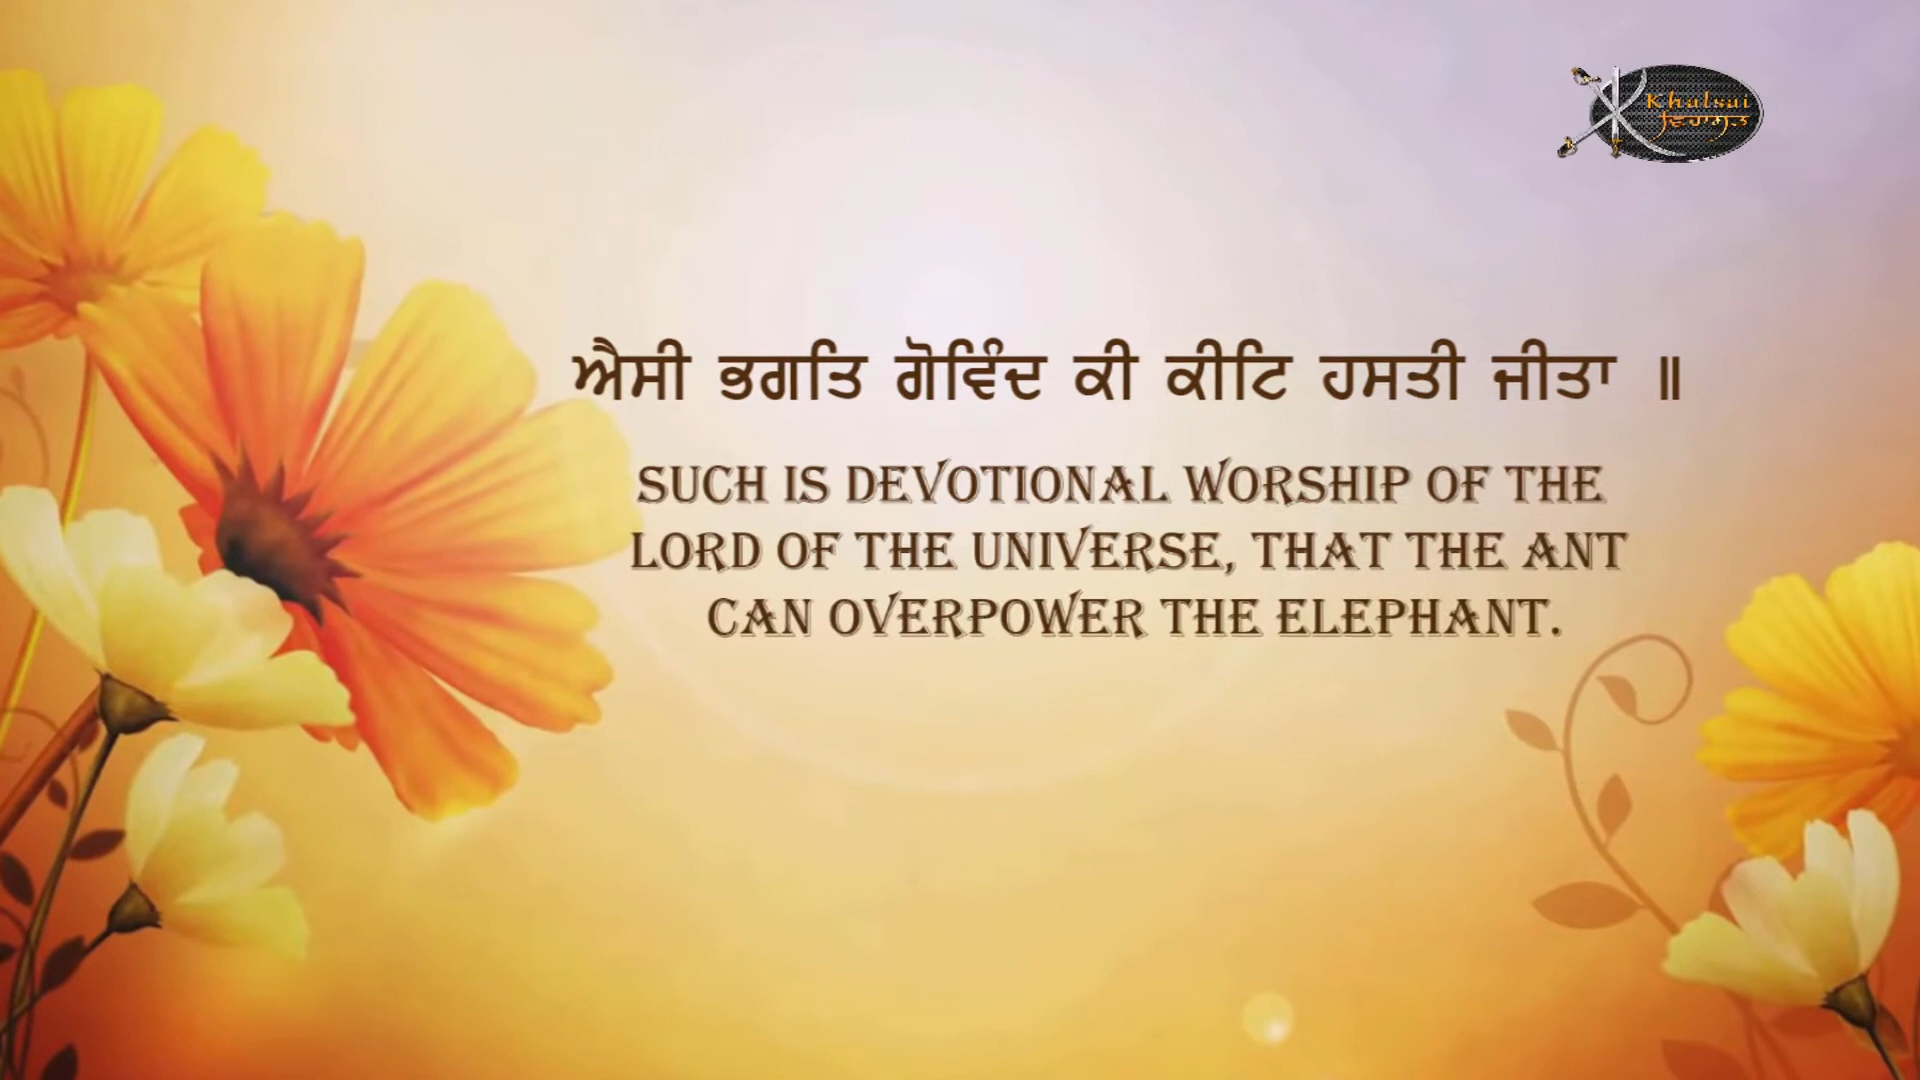 Khalsai
ਐਸੀ ਭਗਤਿ ਗੋਵਿੰਦ ਕੀ ਕੀਟਿ ਹਸਤੀ ਜੀਤਾ ॥
SUCH IS DEVOTIONAL WORSHIP OF THE
LORD OF THE UNIVERSE, THAT THE ANT
CAN OVERPOWER THE ELEPHANT.